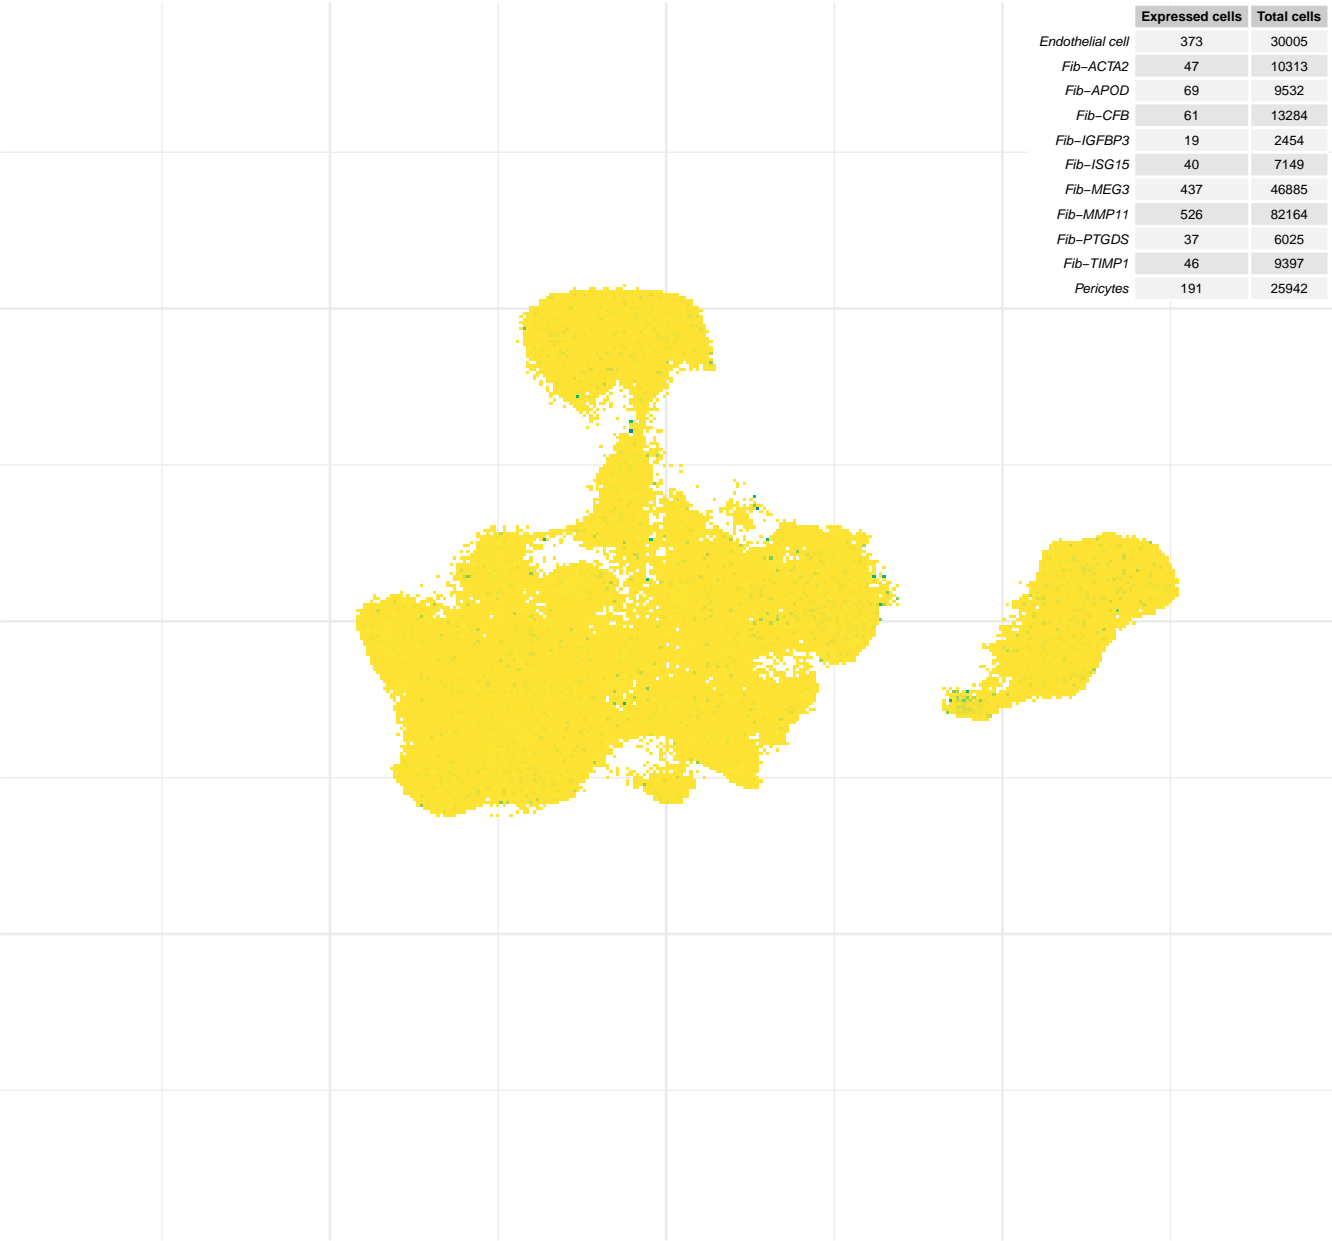 Expressed cells Total cells
Endothelial cell 373 30005
Fib−ACTA2 47 10313
Fib−APOD 69 9532
Fib−CFB 61 13284
Fib−IGFBP3 19 2454
Fib−ISG15 40 7149
Fib−MEG3 437 46885
Fib−MMP11 526 82164
Fib−PTGDS 37 6025
Fib−TIMP1 46 9397
Pericytes 191 25942